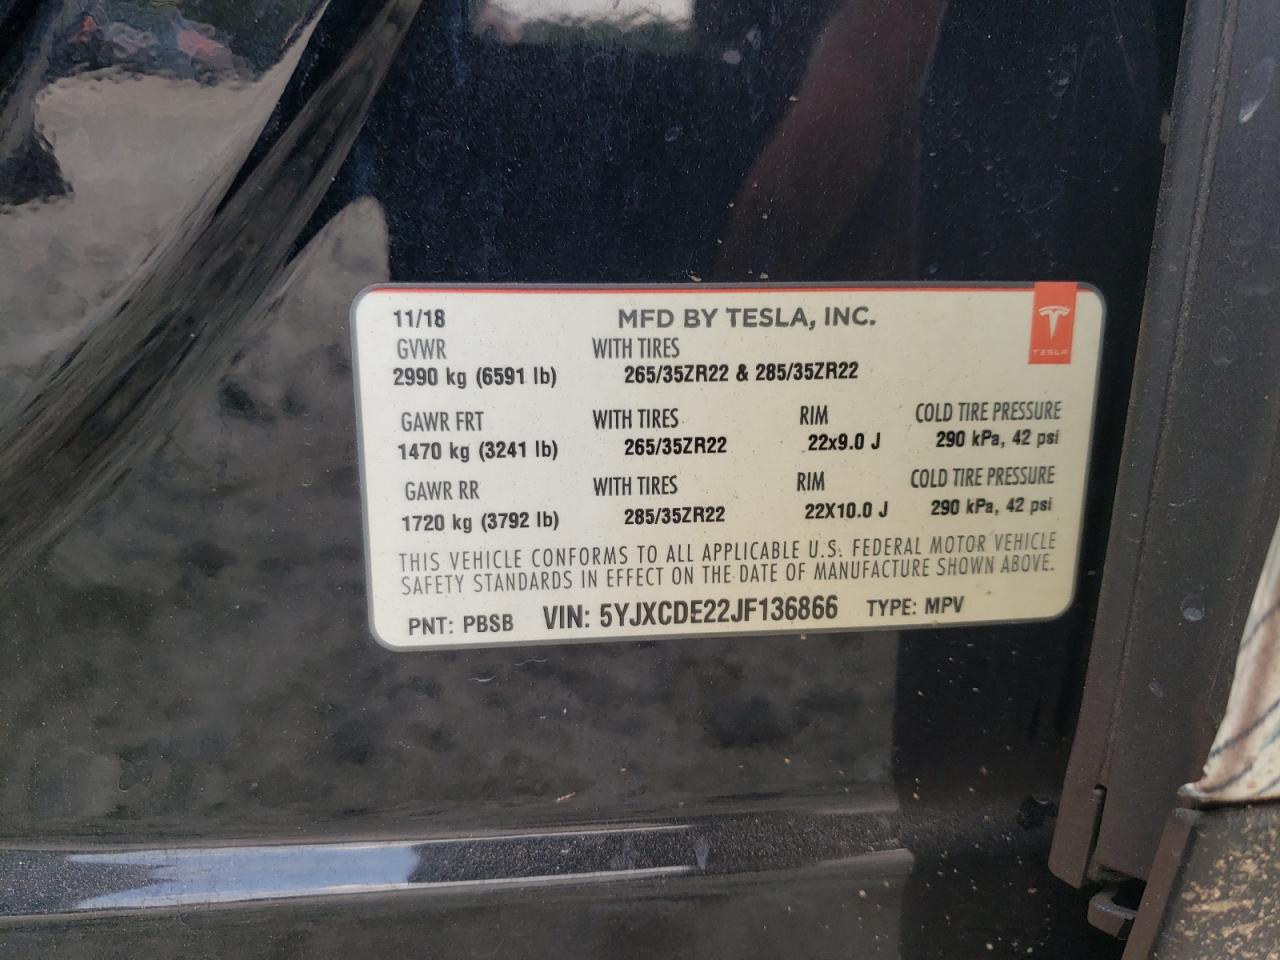 11/18 MFD BY TESLA, INC.
TESLA
GVWR WITH TIRES
2990 kg (6591 lb) 265/35ZR22 & 285/35ZR22
GAWR FRT WITH TIRES RIM COLD TIRE PRESSURE
1470 kg (3241 lb) 265/35ZR22 22x9.0 J 290 kPa, 42 psi
GAWR RR WITH TIRES RIM COLD TIRE PRESSURE
1720 kg (3792 lb) 285/35ZR22 22X10.0 J 290 kPa, 42 psi
THIS VEHICLE CONFORMS TO ALL APPLICABLE U.S. FEDERAL MOTOR VEHICLE
SAFETY STANDARDS IN EFFECT ON THE DATE OF MANUFACTURE SHOWN ABOVE.
PNT: PBSB VIN: 5YJXCDE22JF136866 TYPE: MPV